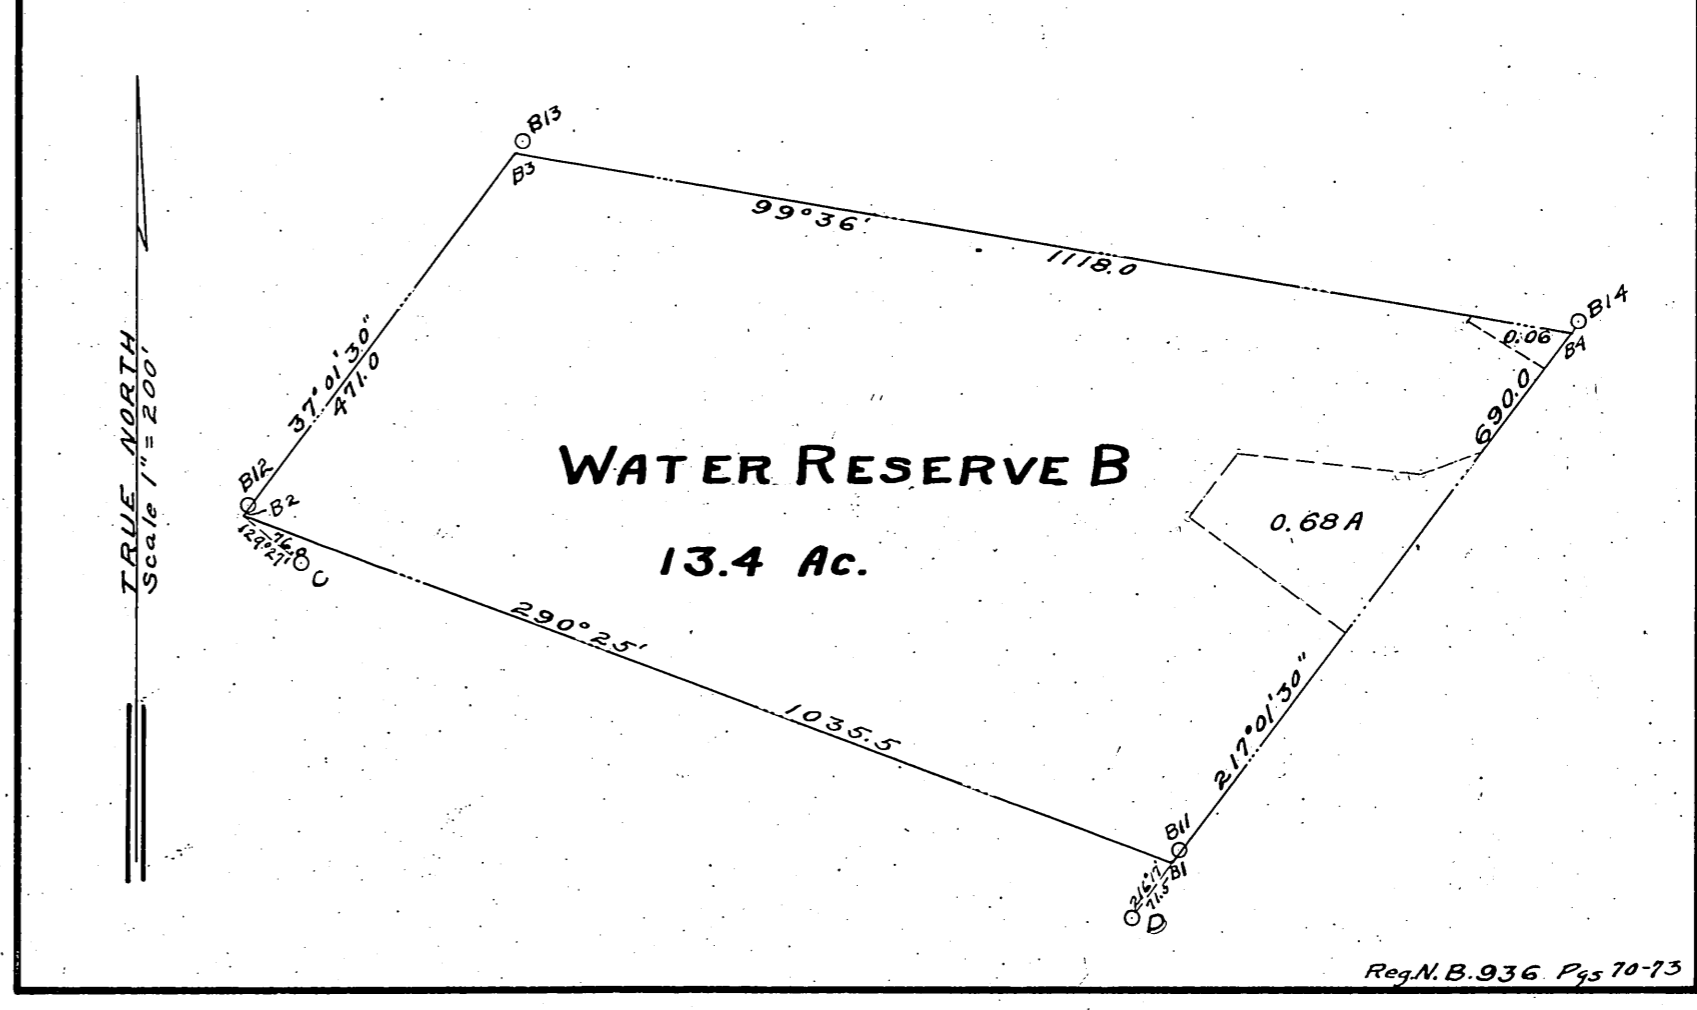 B13
B3
99°36'
1118.0
B14
0.06
B4
690.0
37°01'30"
471.0
TRUE NORTH
Scale 1" = 200'
B12
B2
76.8
129°27'
C
WATER RESERVE B
13.4 Ac.
0.68 A
290°25'
1035.5
217°01'30"
B11
B1
216°17'
71.5
D
Reg. N. B. 936 Pgs 70-73